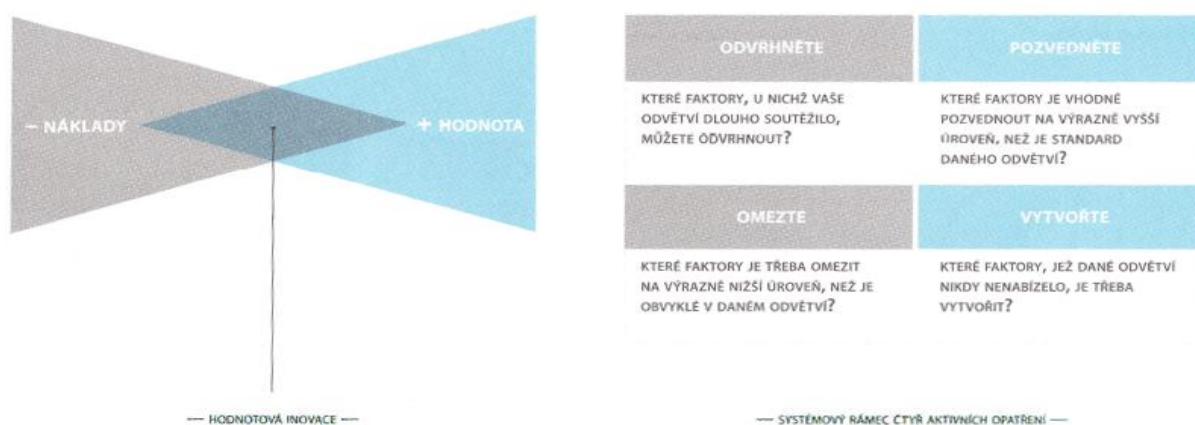 – NÁKLADY
+ HODNOTA
— HODNOTOVÁ INOVACE —
ODVRHNĚTE
KTERÉ FAKTORY, U NICHŽ VAŠE
ODVĚTVÍ DLOUHO SOUTĚŽILO,
MŮŽETE ODVRHNOUT?
POZVEDNĚTE
KTERÉ FAKTORY JE VHODNÉ
POZVEDNOUT NA VÝRAZNĚ VYŠŠÍ
ÚROVEŇ, NEŽ JE STANDARD
DANÉHO ODVĚTVÍ?
OMEZTE
KTERÉ FAKTORY JE TŘEBA OMEZIT
NA VÝRAZNĚ NIŽŠÍ ÚROVEŇ, NEŽ JE
OBVYKLÉ V DANÉM ODVĚTVÍ?
VYTVOŘTE
KTERÉ FAKTORY, JEŽ DANÉ ODVĚTVÍ
NIKDY NENABÍZELO, JE TŘEBA
VYTVOŘIT?
— SYSTÉMOVÝ RÁMEC ČTYŘ AKTIVNÍCH OPATŘENÍ —